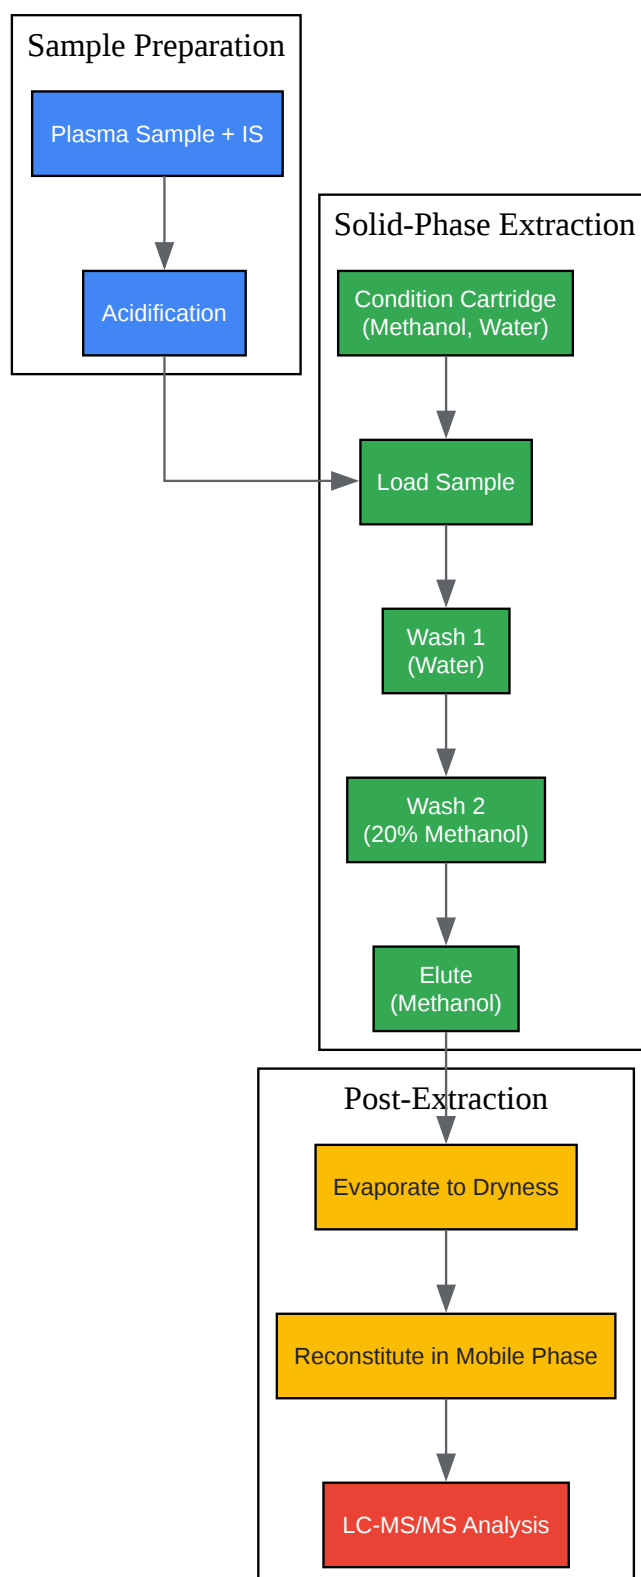 Sample Preparation
Plasma Sample + IS
Acidification
Solid-Phase Extraction
Condition Cartridge
(Methanol, Water)
Load Sample
Wash 1
(Water)
Wash 2
(20% Methanol)
Elute
(Methanol)
Post-Extraction
Evaporate to Dryness
Reconstitute in Mobile Phase
LC-MS/MS Analysis